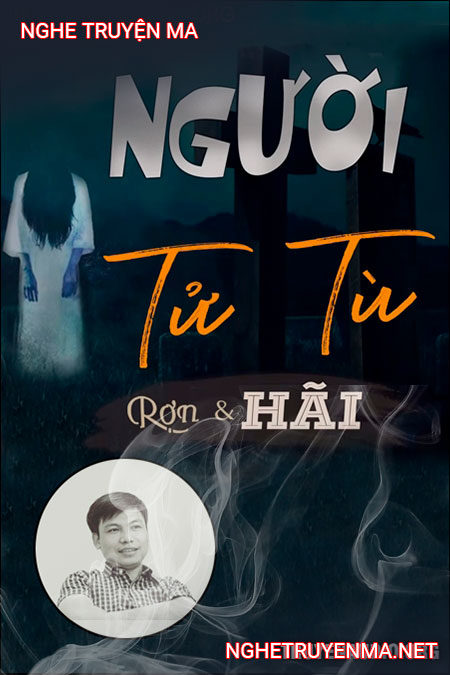 NGHE TRUYỆN MA
NGƯỜI
Tử Tù
Rợn & HÃI
NGHETRUYENMA.NET